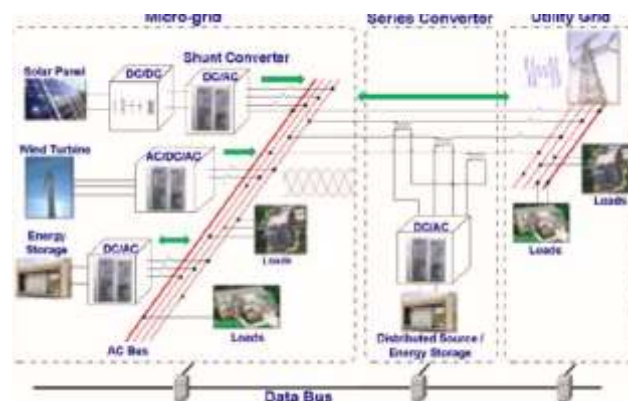 Micro-grid
Series Converter
Utility Grid
Shunt Converter
Solar Panel
DC/DC
DC/AC
Wind Turbine
AC/DC/AC
Energy
Storage
DC/AC
Loads
Loads
AC Bus
DC/AC
Distributed Source /
Energy Storage
Loads
Loads
Data Bus